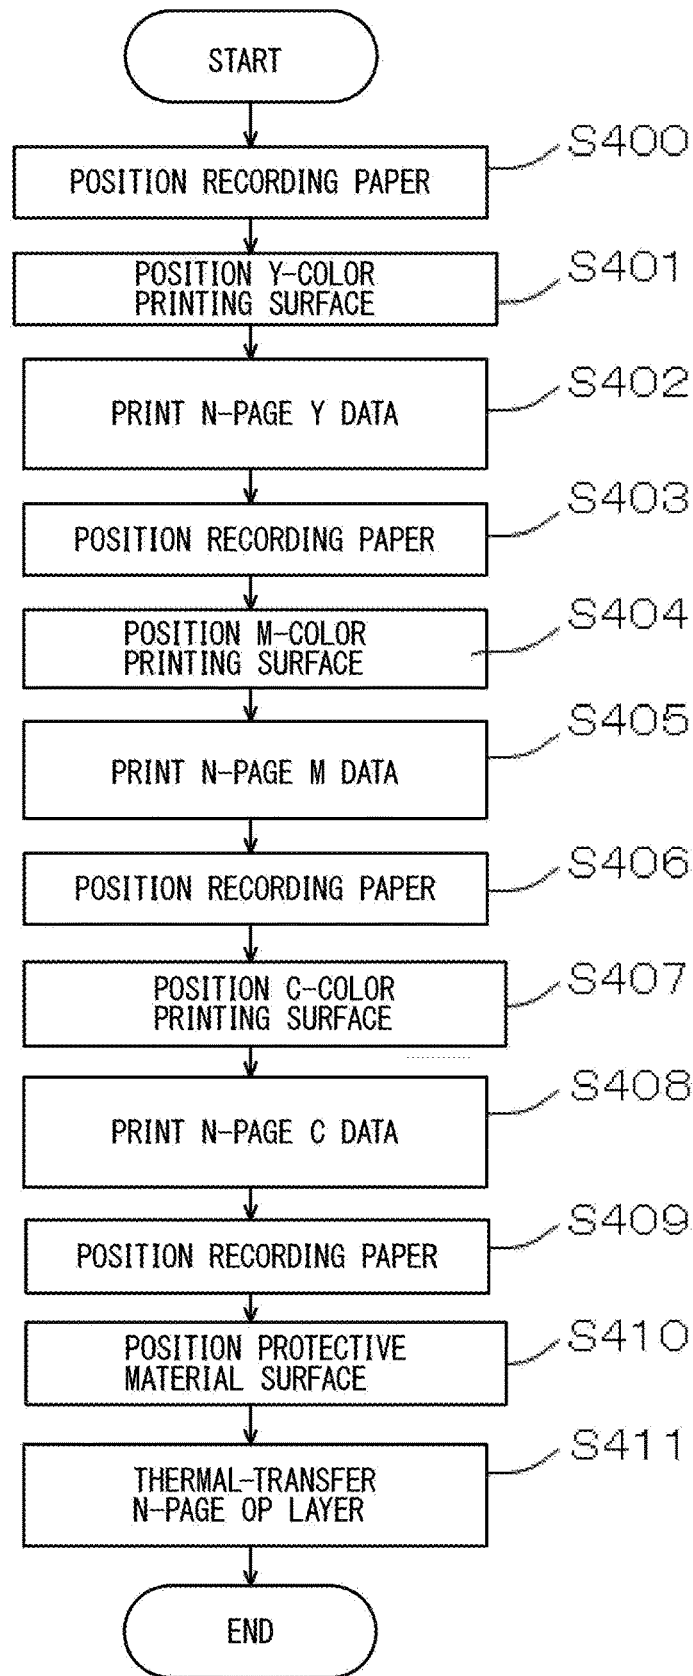 START
POSITION RECORDING PAPER
S400
POSITION Y-COLOR
PRINTING SURFACE
S401
PRINT N-PAGE Y DATA
S402
POSITION RECORDING PAPER
S403
POSITION M-COLOR
PRINTING SURFACE
S404
PRINT N-PAGE M DATA
S405
POSITION RECORDING PAPER
S406
POSITION C-COLOR
PRINTING SURFACE
S407
PRINT N-PAGE C DATA
S408
POSITION RECORDING PAPER
S409
POSITION PROTECTIVE
MATERIAL SURFACE
S410
THERMAL-TRANSFER
N-PAGE OP LAYER
S411
END